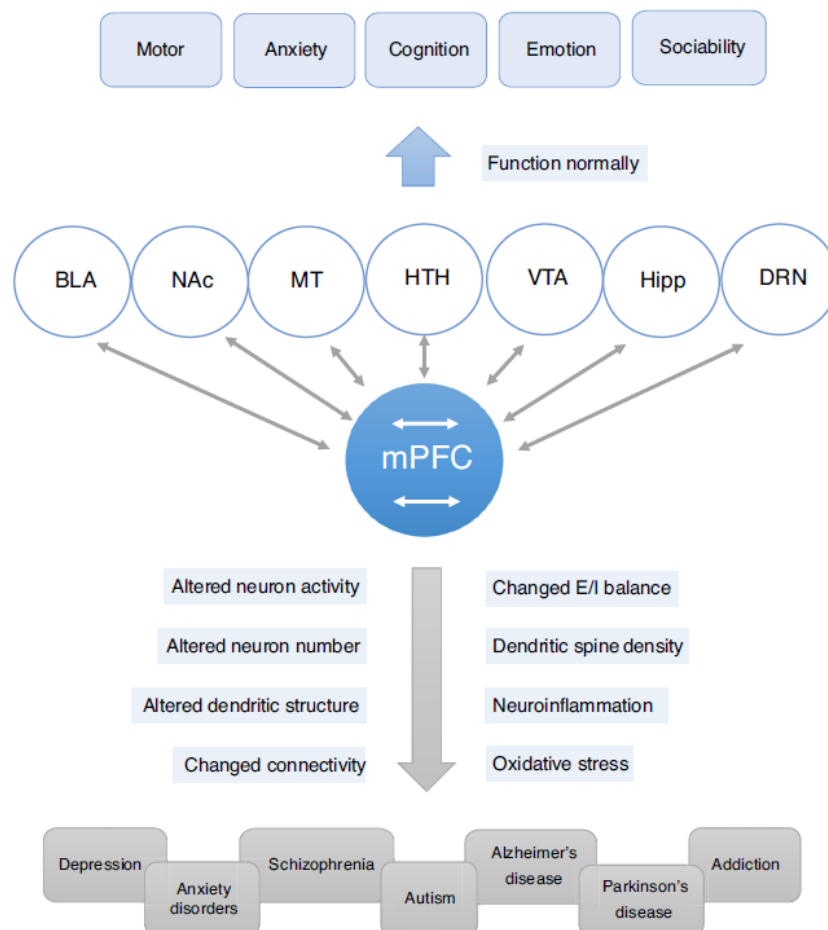 Motor
Anxiety
Cognition
Emotion
Sociability
Function normally
BLA
NAc
MT
HTH
VTA
Hipp
DRN
mPFC
Altered neuron activity
Changed E/I balance
Altered neuron number
Dendritic spine density
Altered dendritic structure
Neuroinflammation
Changed connectivity
Oxidative stress
Depression
Anxiety
disorders
Schizophrenia
Autism
Alzheimer's
disease
Parkinson's
disease
Addiction